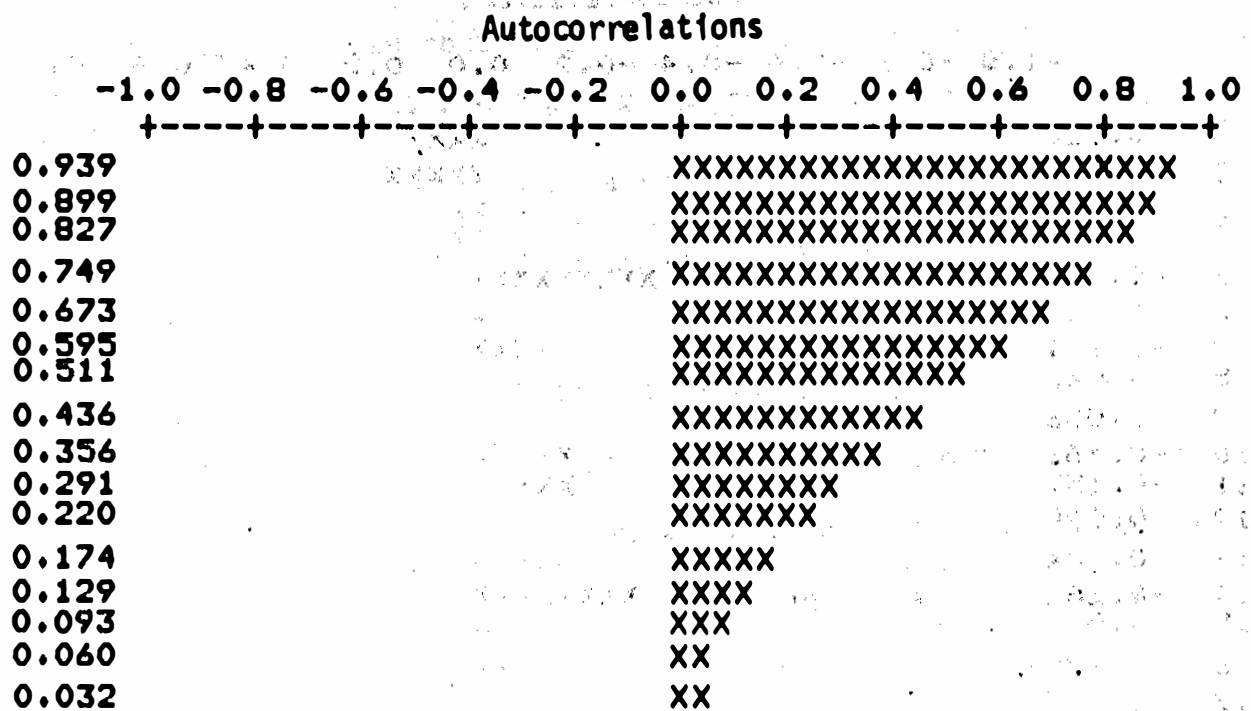 Autocorrelations
-1.0 -0.8 -0.6 -0.4 -0.2 0.0 0.2 0.4 0.6 0.8 1.0
+----+----+----+----+----+----+----+----+----+----+
0.939 XXXXXXXXXXXXXXXXXXXXXXXX
0.899 XXXXXXXXXXXXXXXXXXXXXXX
0.827 XXXXXXXXXXXXXXXXXXXXXX
0.749 XXXXXXXXXXXXXXXXXXXX
0.673 XXXXXXXXXXXXXXXXXX
0.595 XXXXXXXXXXXXXXXX
0.511 XXXXXXXXXXXXXX
0.436 XXXXXXXXXXXX
0.356 XXXXXXXXXX
0.291 XXXXXXXX
0.220 XXXXXXX
0.174 XXXXX
0.129 XXXX
0.093 XXX
0.060 XX
0.032 XX